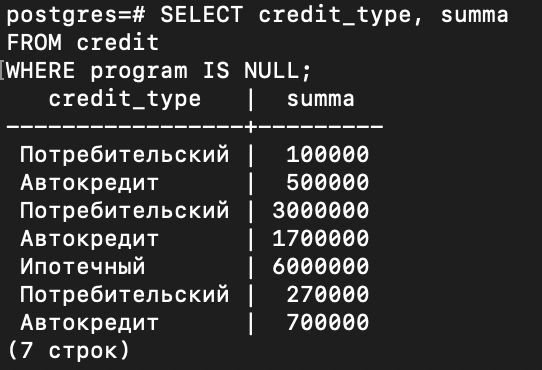 postgres=# SELECT credit_type, summa
FROM credit
WHERE program IS NULL;
   credit_type   |  summa
-----------------+---------
 Потребительский |  100000
 Автокредит      |  500000
 Потребительский | 3000000
 Автокредит      | 1700000
 Ипотечный       | 6000000
 Потребительский |  270000
 Автокредит      |  700000
(7 строк)